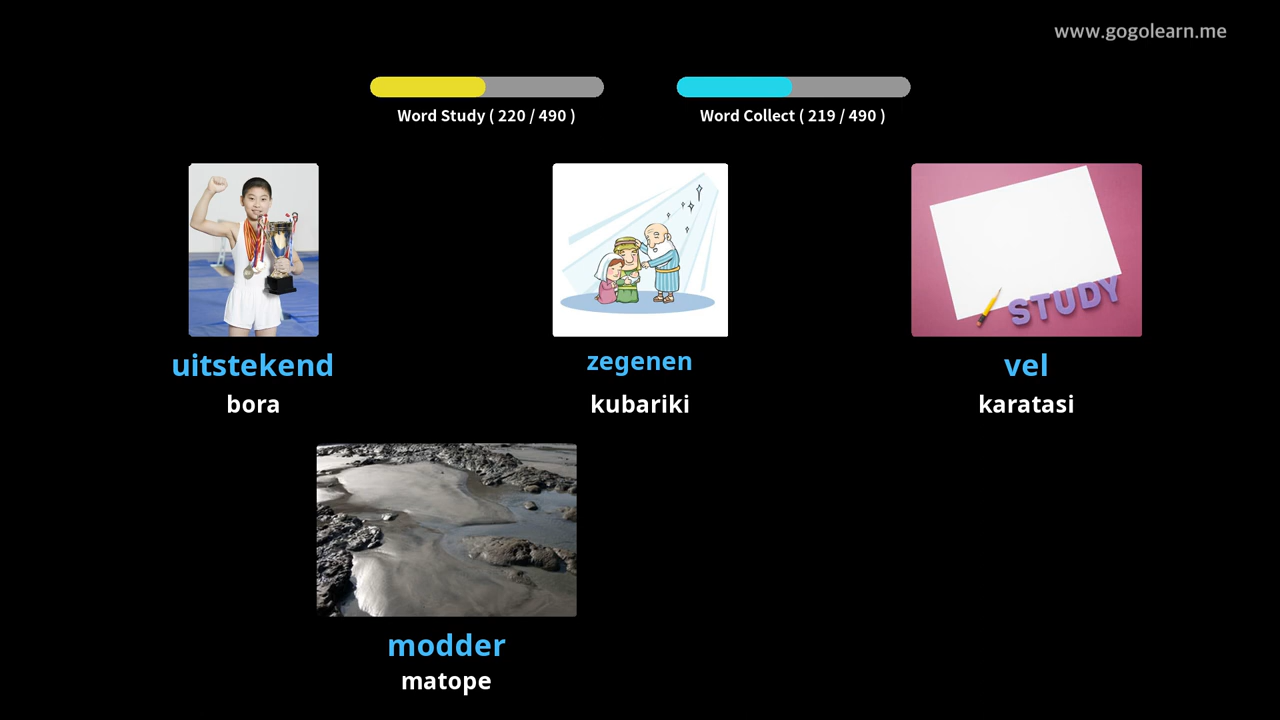 www.gogolearn.me
Word Study ( 220 / 490 )
Word Collect ( 219 / 490 )
STUDY
uitstekend
zegenen
vel
bora
kubariki
karatasi
modder
matope